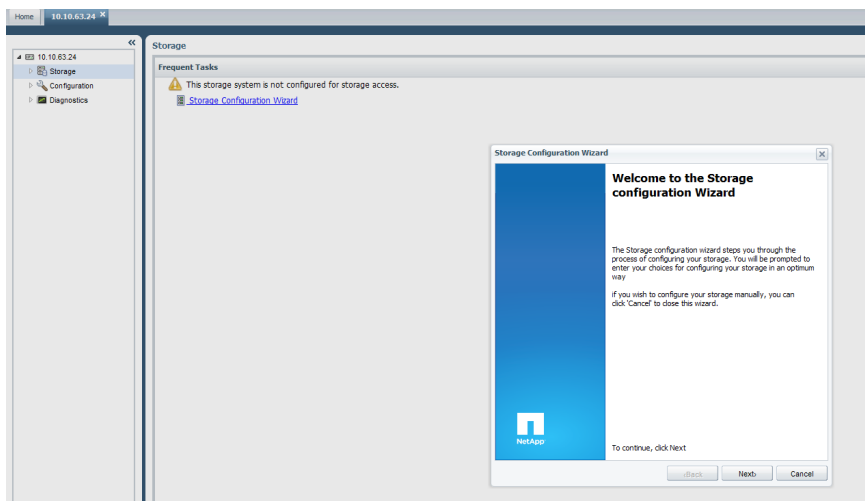 Home
10.10.63.24
Storage
10.10.63.24
Storage
Configuration
Diagnostics
Frequent Tasks
This storage system is not configured for storage access.
Storage Configuration Wizard
Storage Configuration Wizard
Welcome to the Storage
configuration Wizard
The Storage configuration wizard steps you through the
process of configuring your storage. You will be prompted to
enter your choices for configuring your storage in an optimum
way
if you wish to configure your storage manually, you can
click 'Cancel' to close this wizard.
NetApp
To continue, click Next
Back
Next
Cancel